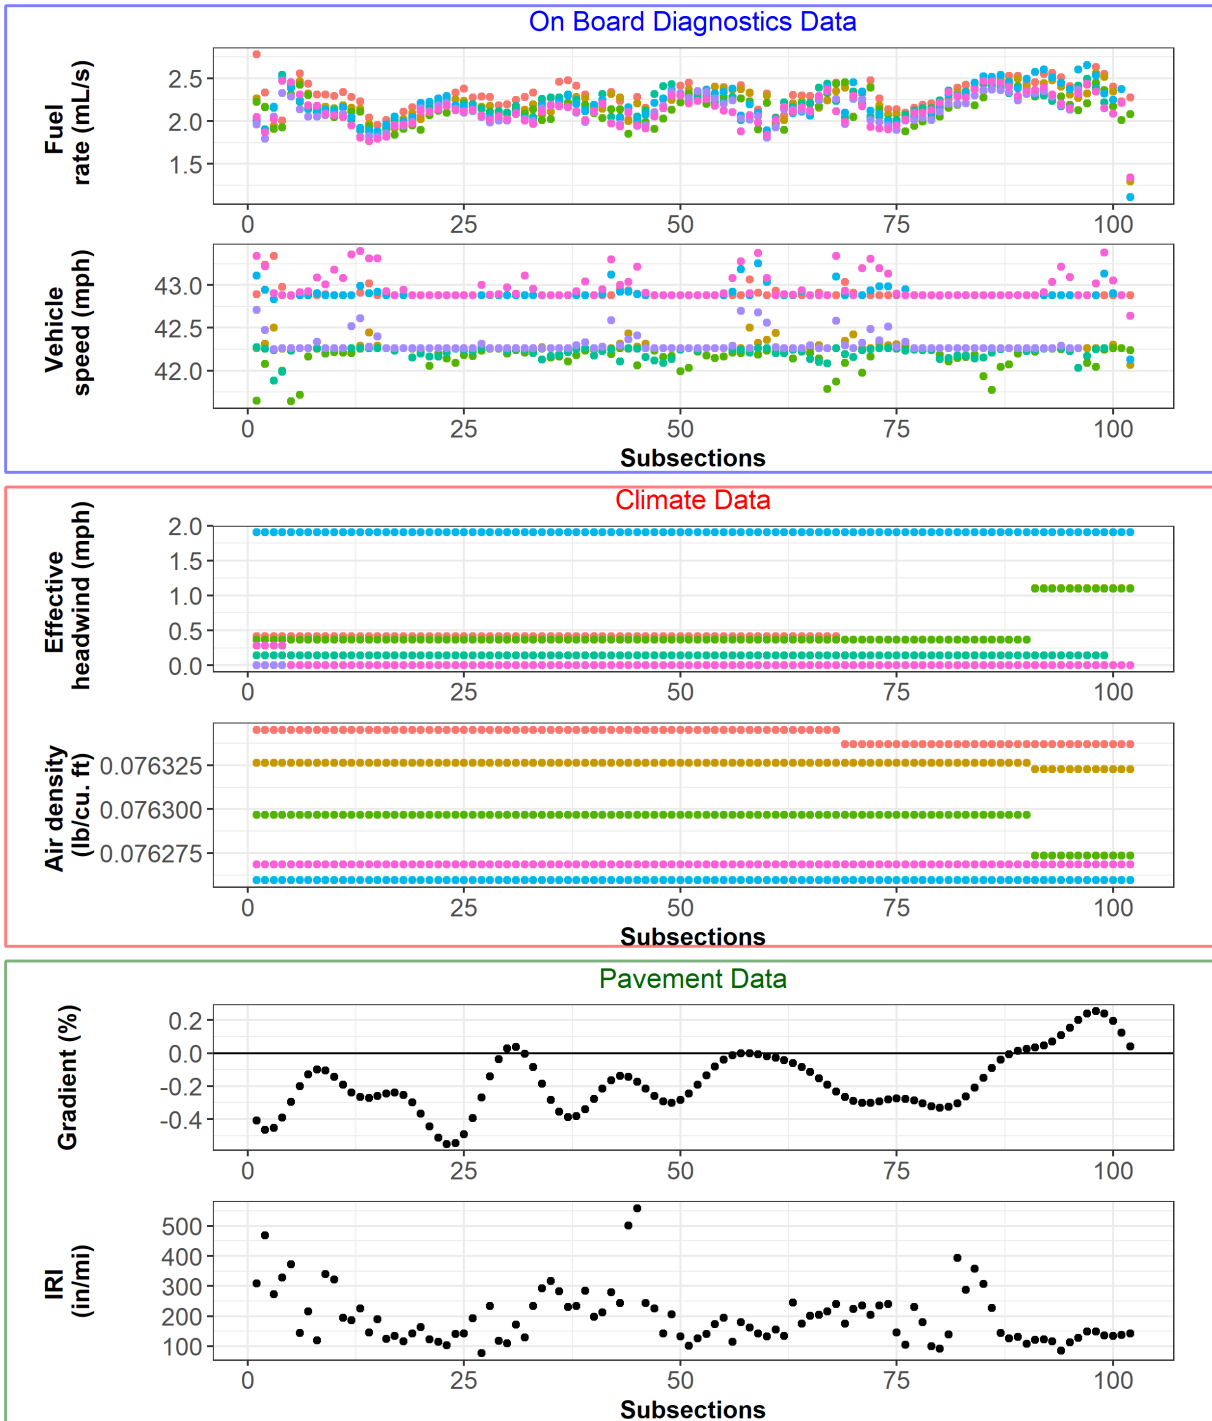 On Board Diagnostics Data
Fuel
rate (mL/s)
2.5
2.0
1.5
0 25 50 75 100
Vehicle
speed (mph)
43.0
42.5
42.0
0 25 50 75 100
Subsections
Climate Data
Effective
headwind (mph)
2.0
1.5
1.0
0.5
0.0
0 25 50 75 100
Air density
(lb/cu. ft)
0.076325
0.076300
0.076275
0 25 50 75 100
Subsections
Pavement Data
Gradient (%)
0.2
0.0
-0.2
-0.4
0 25 50 75 100
IRI
(in/mi)
500
400
300
200
100
0 25 50 75 100
Subsections